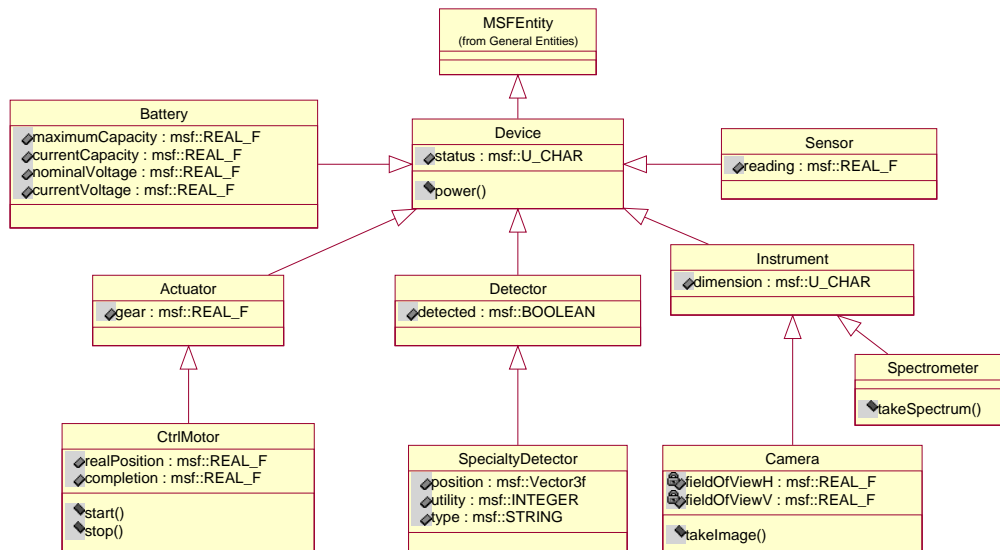 MSFEntity
(from General Entities)
Battery
maximumCapacity : msf::REAL_F
currentCapacity : msf::REAL_F
nominalVoltage : msf::REAL_F
currentVoltage : msf::REAL_F
Device
status : msf::U_CHAR
power()
Sensor
reading : msf::REAL_F
Actuator
gear : msf::REAL_F
Detector
detected : msf::BOOLEAN
Instrument
dimension : msf::U_CHAR
Spectrometer
takeSpectrum()
CtrlMotor
realPosition : msf::REAL_F
completion : msf::REAL_F
start()
stop()
SpecialtyDetector
position : msf::Vector3f
utility : msf::INTEGER
type : msf::STRING
Camera
fieldOfViewH : msf::REAL_F
fieldOfViewV : msf::REAL_F
takeImage()